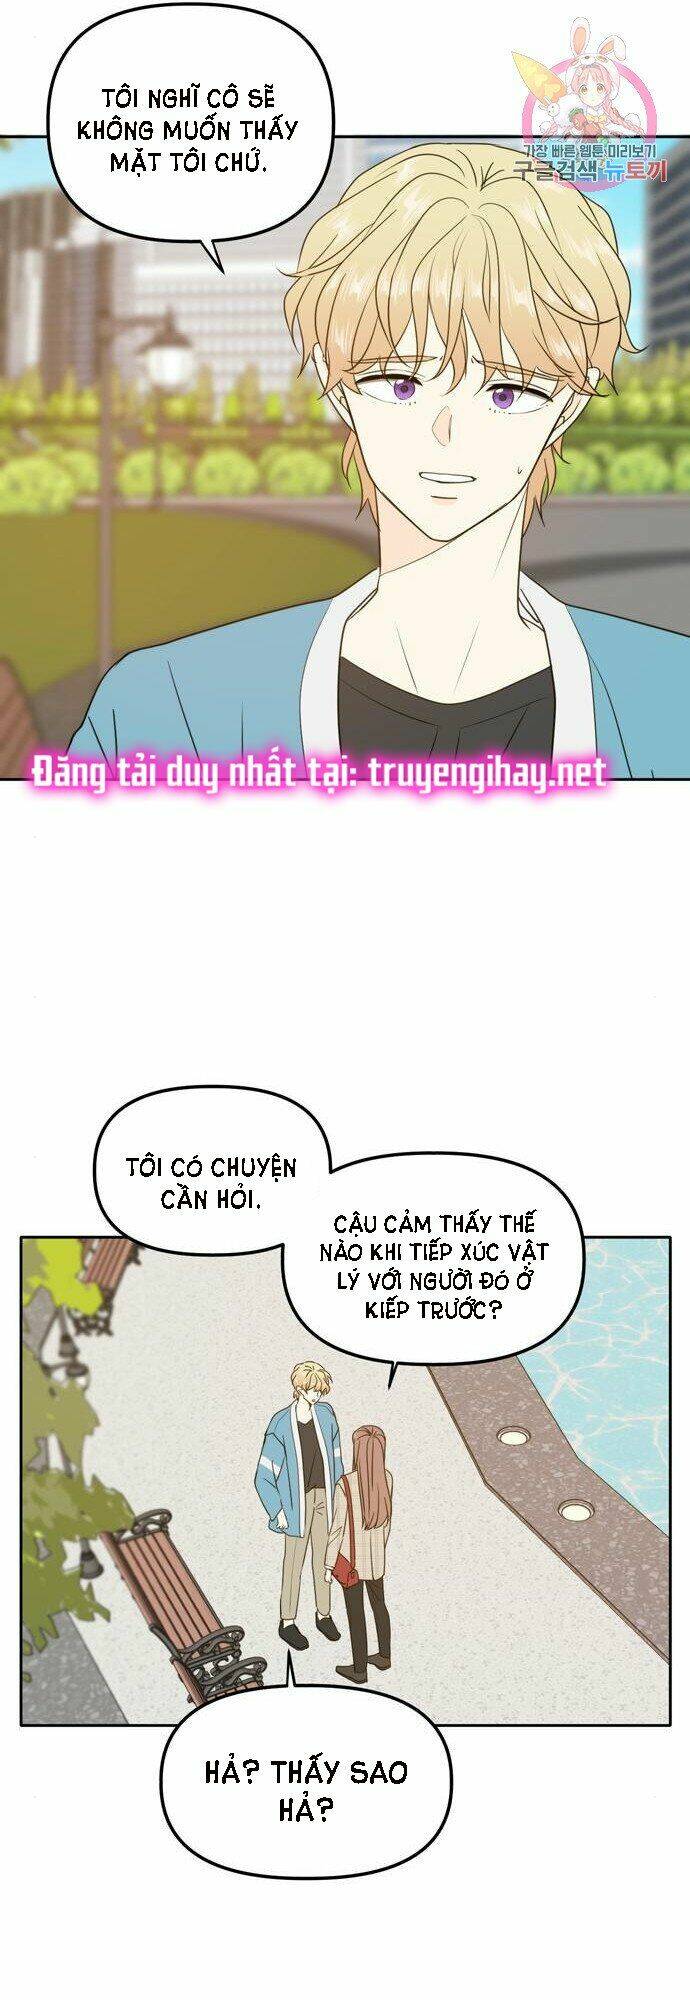 TÔI NGHĨ CÔ SẼ
KHÔNG MUỐN THẤY
MẶT TÔI CHỨ.
가장 빠른 웹툰 미리보기
구글검색 뉴토끼
Đăng tải duy nhất tại: truyengihay.net
TÔI CÓ CHUYỆN
CẦN HỎI.
CẬU CẢM THẤY THẾ
NÀO KHI TIẾP XÚC VẬT
LÝ VỚI NGƯỜI ĐÓ Ở
KIẾP TRƯỚC?
HẢ? THẤY SAO
HẢ?